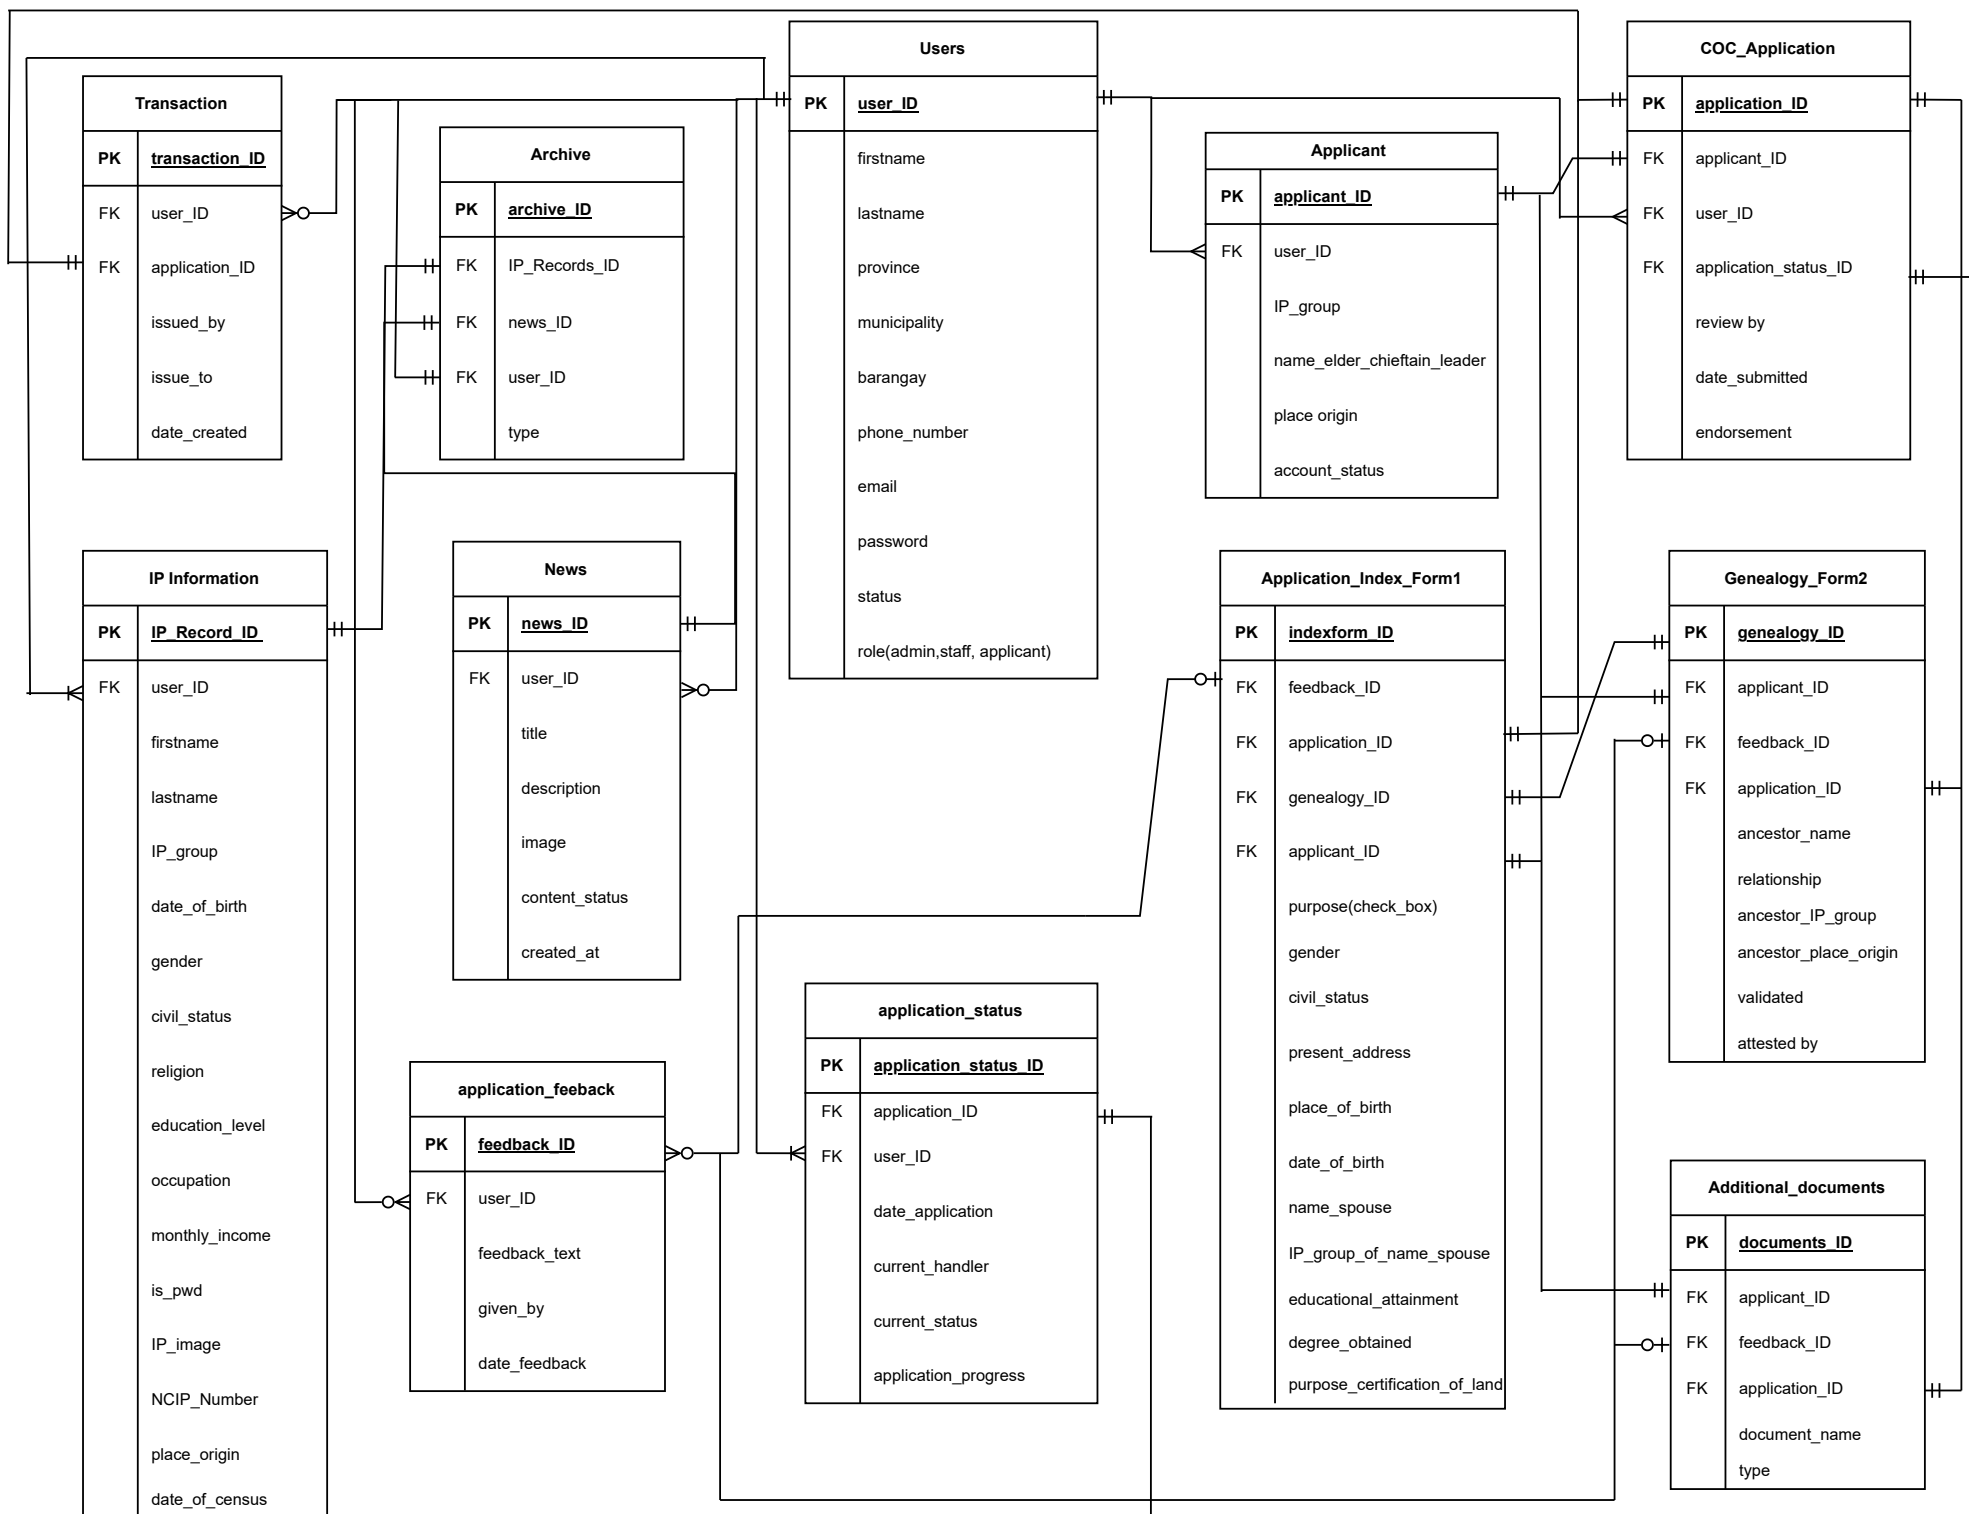 Transaction
PK transaction_ID
FK user_ID
FK application_ID
issued_by
issue_to
date_created
Archive
PK archive_ID
FK IP_Records_ID
FK news_ID
FK user_ID
type
Users
PK user_ID
firstname
lastname
province
municipality
barangay
phone_number
email
password
status
role(admin,staff, applicant)
Applicant
PK applicant_ID
FK user_ID
IP_group
name_elder_chieftain_leader
place origin
account_status
COC_Application
PK application_ID
FK applicant_ID
FK user_ID
FK application_status_ID
review by
date_submitted
endorsement
IP Information
PK IP_Record_ID
FK user_ID
firstname
lastname
IP_group
date_of_birth
gender
civil_status
religion
education_level
occupation
monthly_income
is_pwd
IP_image
NCIP_Number
place_origin
date_of_census
News
PK news_ID
FK user_ID
title
description
image
content_status
created_at
application_feeback
PK feedback_ID
FK user_ID
feedback_text
given_by
date_feedback
application_status
PK application_status_ID
FK application_ID
FK user_ID
date_application
current_handler
current_status
application_progress
Application_Index_Form1
PK indexform_ID
FK feedback_ID
FK application_ID
FK genealogy_ID
FK applicant_ID
purpose(check_box)
gender
civil_status
present_address
place_of_birth
date_of_birth
name_spouse
IP_group_of_name_spouse
educational_attainment
degree_obtained
purpose_certification_of_land
Genealogy_Form2
PK genealogy_ID
FK applicant_ID
FK feedback_ID
FK application_ID
ancestor_name
relationship
ancestor_IP_group
ancestor_place_origin
validated
attested by
Additional_documents
PK documents_ID
FK applicant_ID
FK feedback_ID
FK application_ID
document_name
type